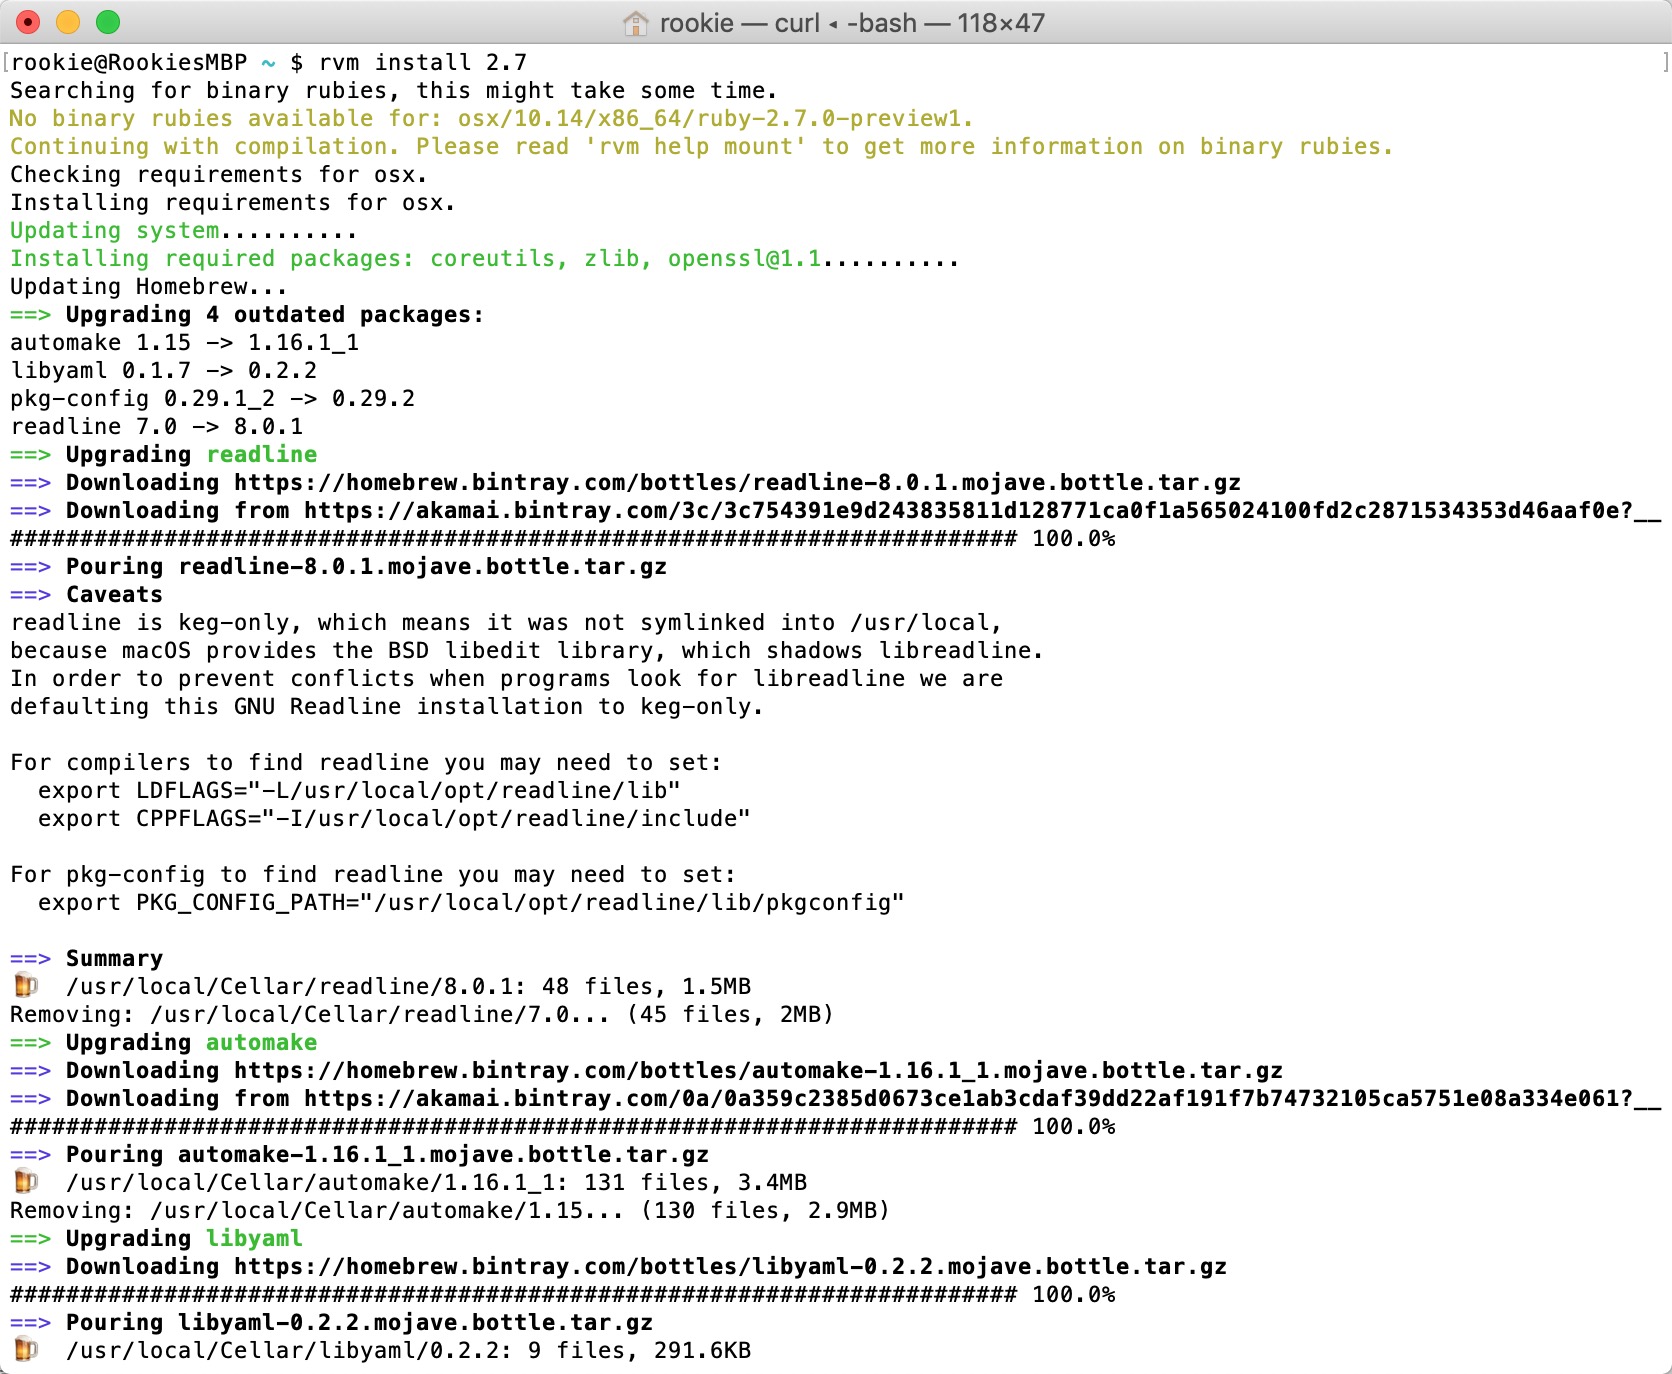 rookie — curl ◂ -bash — 118×47
[rookie@RookiesMBP ~ $ rvm install 2.7 ]
Searching for binary rubies, this might take some time.
No binary rubies available for: osx/10.14/x86_64/ruby-2.7.0-preview1.
Continuing with compilation. Please read 'rvm help mount' to get more information on binary rubies.
Checking requirements for osx.
Installing requirements for osx.
Updating system..........
Installing required packages: coreutils, zlib, openssl@1.1..........
Updating Homebrew...
==> Upgrading 4 outdated packages:
automake 1.15 -> 1.16.1_1
libyaml 0.1.7 -> 0.2.2
pkg-config 0.29.1_2 -> 0.29.2
readline 7.0 -> 8.0.1
==> Upgrading readline
==> Downloading https://homebrew.bintray.com/bottles/readline-8.0.1.mojave.bottle.tar.gz
==> Downloading from https://akamai.bintray.com/3c/3c754391e9d243835811d128771ca0f1a565024100fd2c2871534353d46aaf0e?__
######################################################################## 100.0%
==> Pouring readline-8.0.1.mojave.bottle.tar.gz
==> Caveats
readline is keg-only, which means it was not symlinked into /usr/local,
because macOS provides the BSD libedit library, which shadows libreadline.
In order to prevent conflicts when programs look for libreadline we are
defaulting this GNU Readline installation to keg-only.
For compilers to find readline you may need to set:
export LDFLAGS="-L/usr/local/opt/readline/lib"
export CPPFLAGS="-I/usr/local/opt/readline/include"
For pkg-config to find readline you may need to set:
export PKG_CONFIG_PATH="/usr/local/opt/readline/lib/pkgconfig"
==> Summary
🍺 /usr/local/Cellar/readline/8.0.1: 48 files, 1.5MB
Removing: /usr/local/Cellar/readline/7.0... (45 files, 2MB)
==> Upgrading automake
==> Downloading https://homebrew.bintray.com/bottles/automake-1.16.1_1.mojave.bottle.tar.gz
==> Downloading from https://akamai.bintray.com/0a/0a359c2385d0673ce1ab3cdaf39dd22af191f7b74732105ca5751e08a334e061?__
######################################################################## 100.0%
==> Pouring automake-1.16.1_1.mojave.bottle.tar.gz
🍺 /usr/local/Cellar/automake/1.16.1_1: 131 files, 3.4MB
Removing: /usr/local/Cellar/automake/1.15... (130 files, 2.9MB)
==> Upgrading libyaml
==> Downloading https://homebrew.bintray.com/bottles/libyaml-0.2.2.mojave.bottle.tar.gz
######################################################################## 100.0%
==> Pouring libyaml-0.2.2.mojave.bottle.tar.gz
🍺 /usr/local/Cellar/libyaml/0.2.2: 9 files, 291.6KB